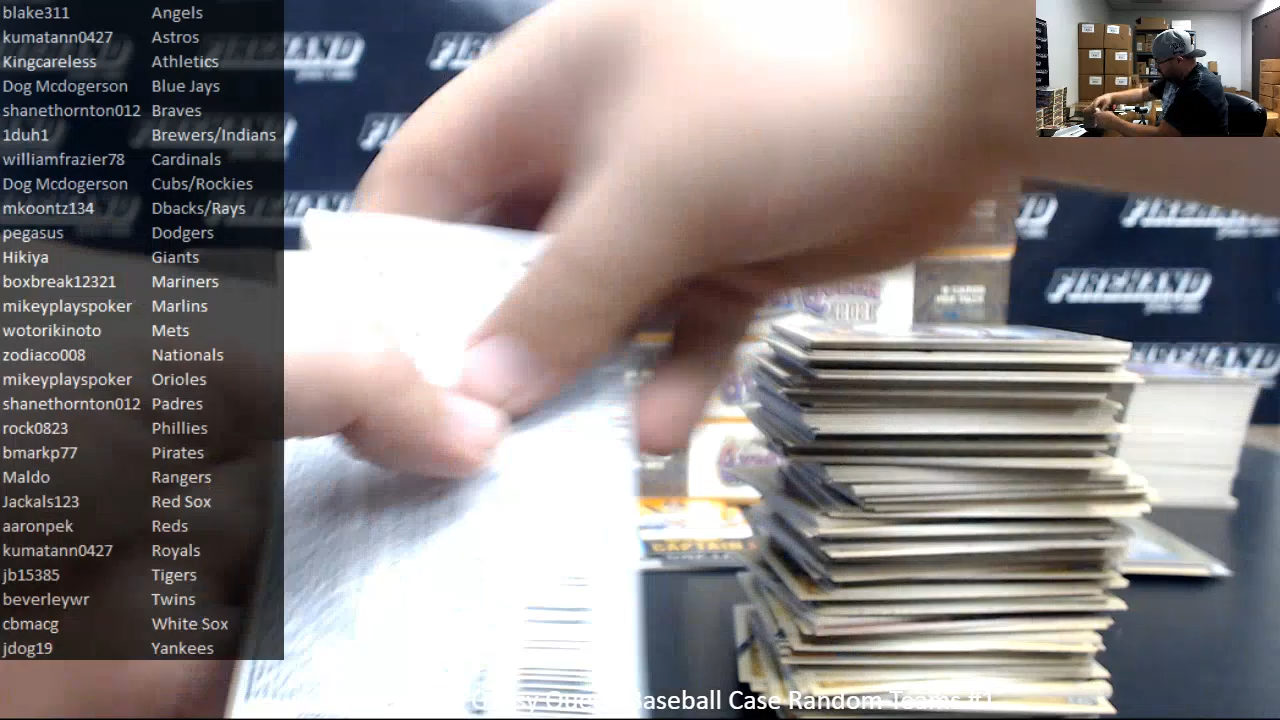 blake311 Angels
kumatann0427 Astros
Kingcareless Athletics
Dog Mcdogerson Blue Jays
shanethornton012 Braves
1duh1 Brewers/Indians
williamfrazier78 Cardinals
Dog Mcdogerson Cubs/Rockies
mkoontz134 Dbacks/Rays
pegasus Dodgers
Hikiya Giants
boxbreak12321 Mariners
mikeyplayspoker Marlins
wotorikinoto Mets
zodiaco008 Nationals
mikeyplayspoker Orioles
shanethornton012 Padres
rock0823 Phillies
bmarkp77 Pirates
Maldo Rangers
Jackals123 Red Sox
aaronpek Reds
kumatann0427 Royals
jb15385 Tigers
beverleywr Twins
cbmacg White Sox
jdog19 Yankees
FIREHAND
FIREHAND
CAPTAIN
Baseball Case Random Teams #1